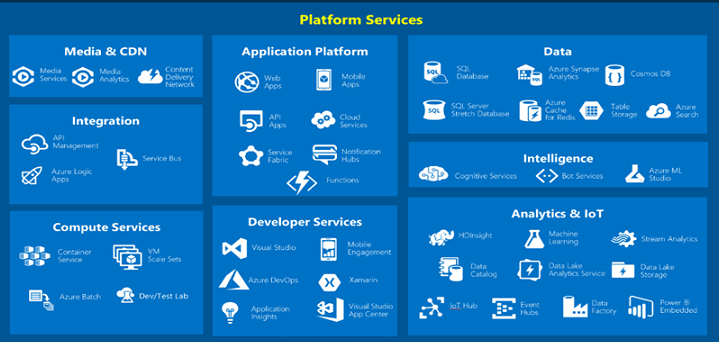 Platform Services
Media & CDN
Media
Services
Media
Analytics
Content
Delivery
Network
Integration
API
Management
Service Bus
Azure Logic
Apps
Compute Services
Container
Service
VM
Scale Sets
Azure Batch
Dev/Test Lab
Application Platform
Web
Apps
Mobile
Apps
API
Apps
Cloud
Services
Service
Fabric
Notification
Hubs
Functions
Developer Services
Visual Studio
Mobile
Engagement
Azure DevOps
Xamarin
Application
Insights
Visual Studio
App Center
Data
SQL
SQL
Database
Azure Synapse
Analytics
Cosmos DB
SQL
SQL Server
Stretch Database
Azure
Cache
for Redis
Table
Storage
Azure
Search
Intelligence
Cognitive Services
Bot Services
Azure ML
Studio
Analytics & IoT
HDInsight
Machine
Learning
Stream Analytics
Data
Catalog
Data Lake
Analytics Service
Data Lake
Storage
IoT Hub
Event
Hubs
Data
Factory
Power BI
Embedded